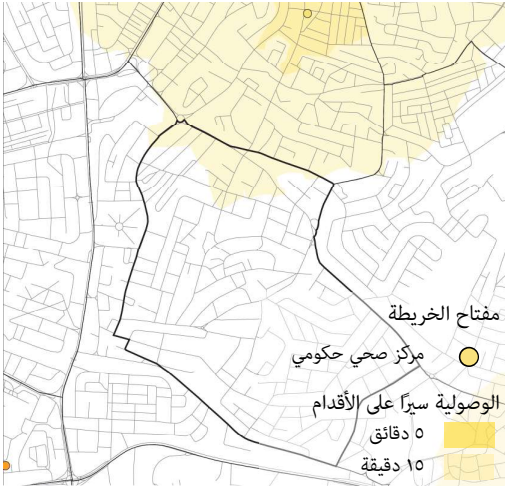 مفتاح الخريطة
مركز صحي حكومي
الوصولية سيرًا على الأقدام
٥ دقائق
١٥ دقيقة